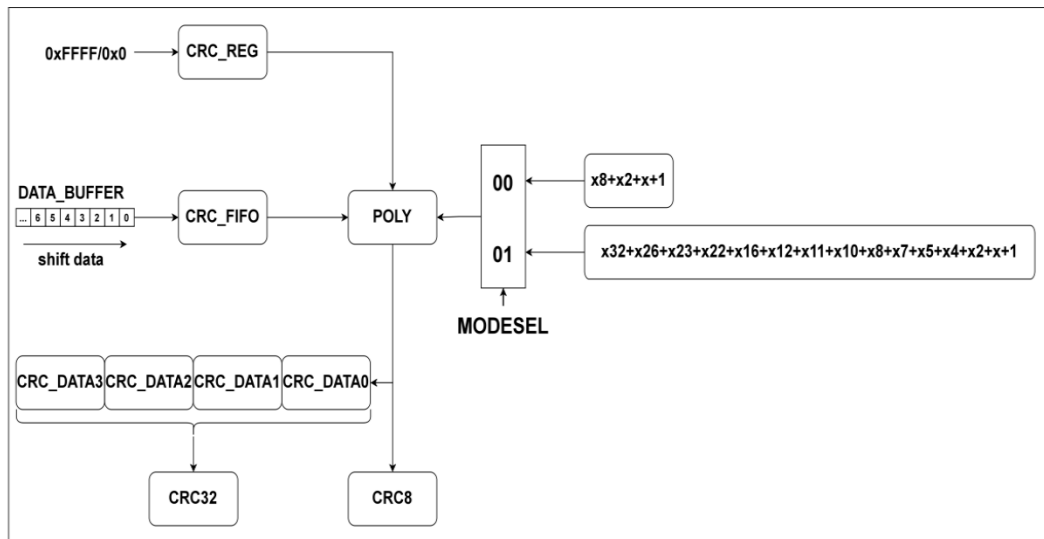 0xFFFF/0x0
CRC_REG
DATA_BUFFER
... 6 5 4 3 2 1 0
shift data
CRC_FIFO
POLY
00
01
MODESEL
x8+x2+x+1
x32+x26+x23+x22+x16+x12+x11+x10+x8+x7+x5+x4+x2+x+1
CRC_DATA3 CRC_DATA2 CRC_DATA1 CRC_DATA0
CRC32
CRC8